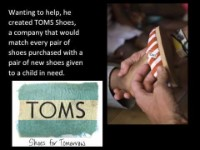 Wanting to help, he
created TOMS Shoes,
a company that would
match every pair of
shoes purchased with a
pair of new shoes given
to a child in need.
TOMS
Shoes for Tomorrow